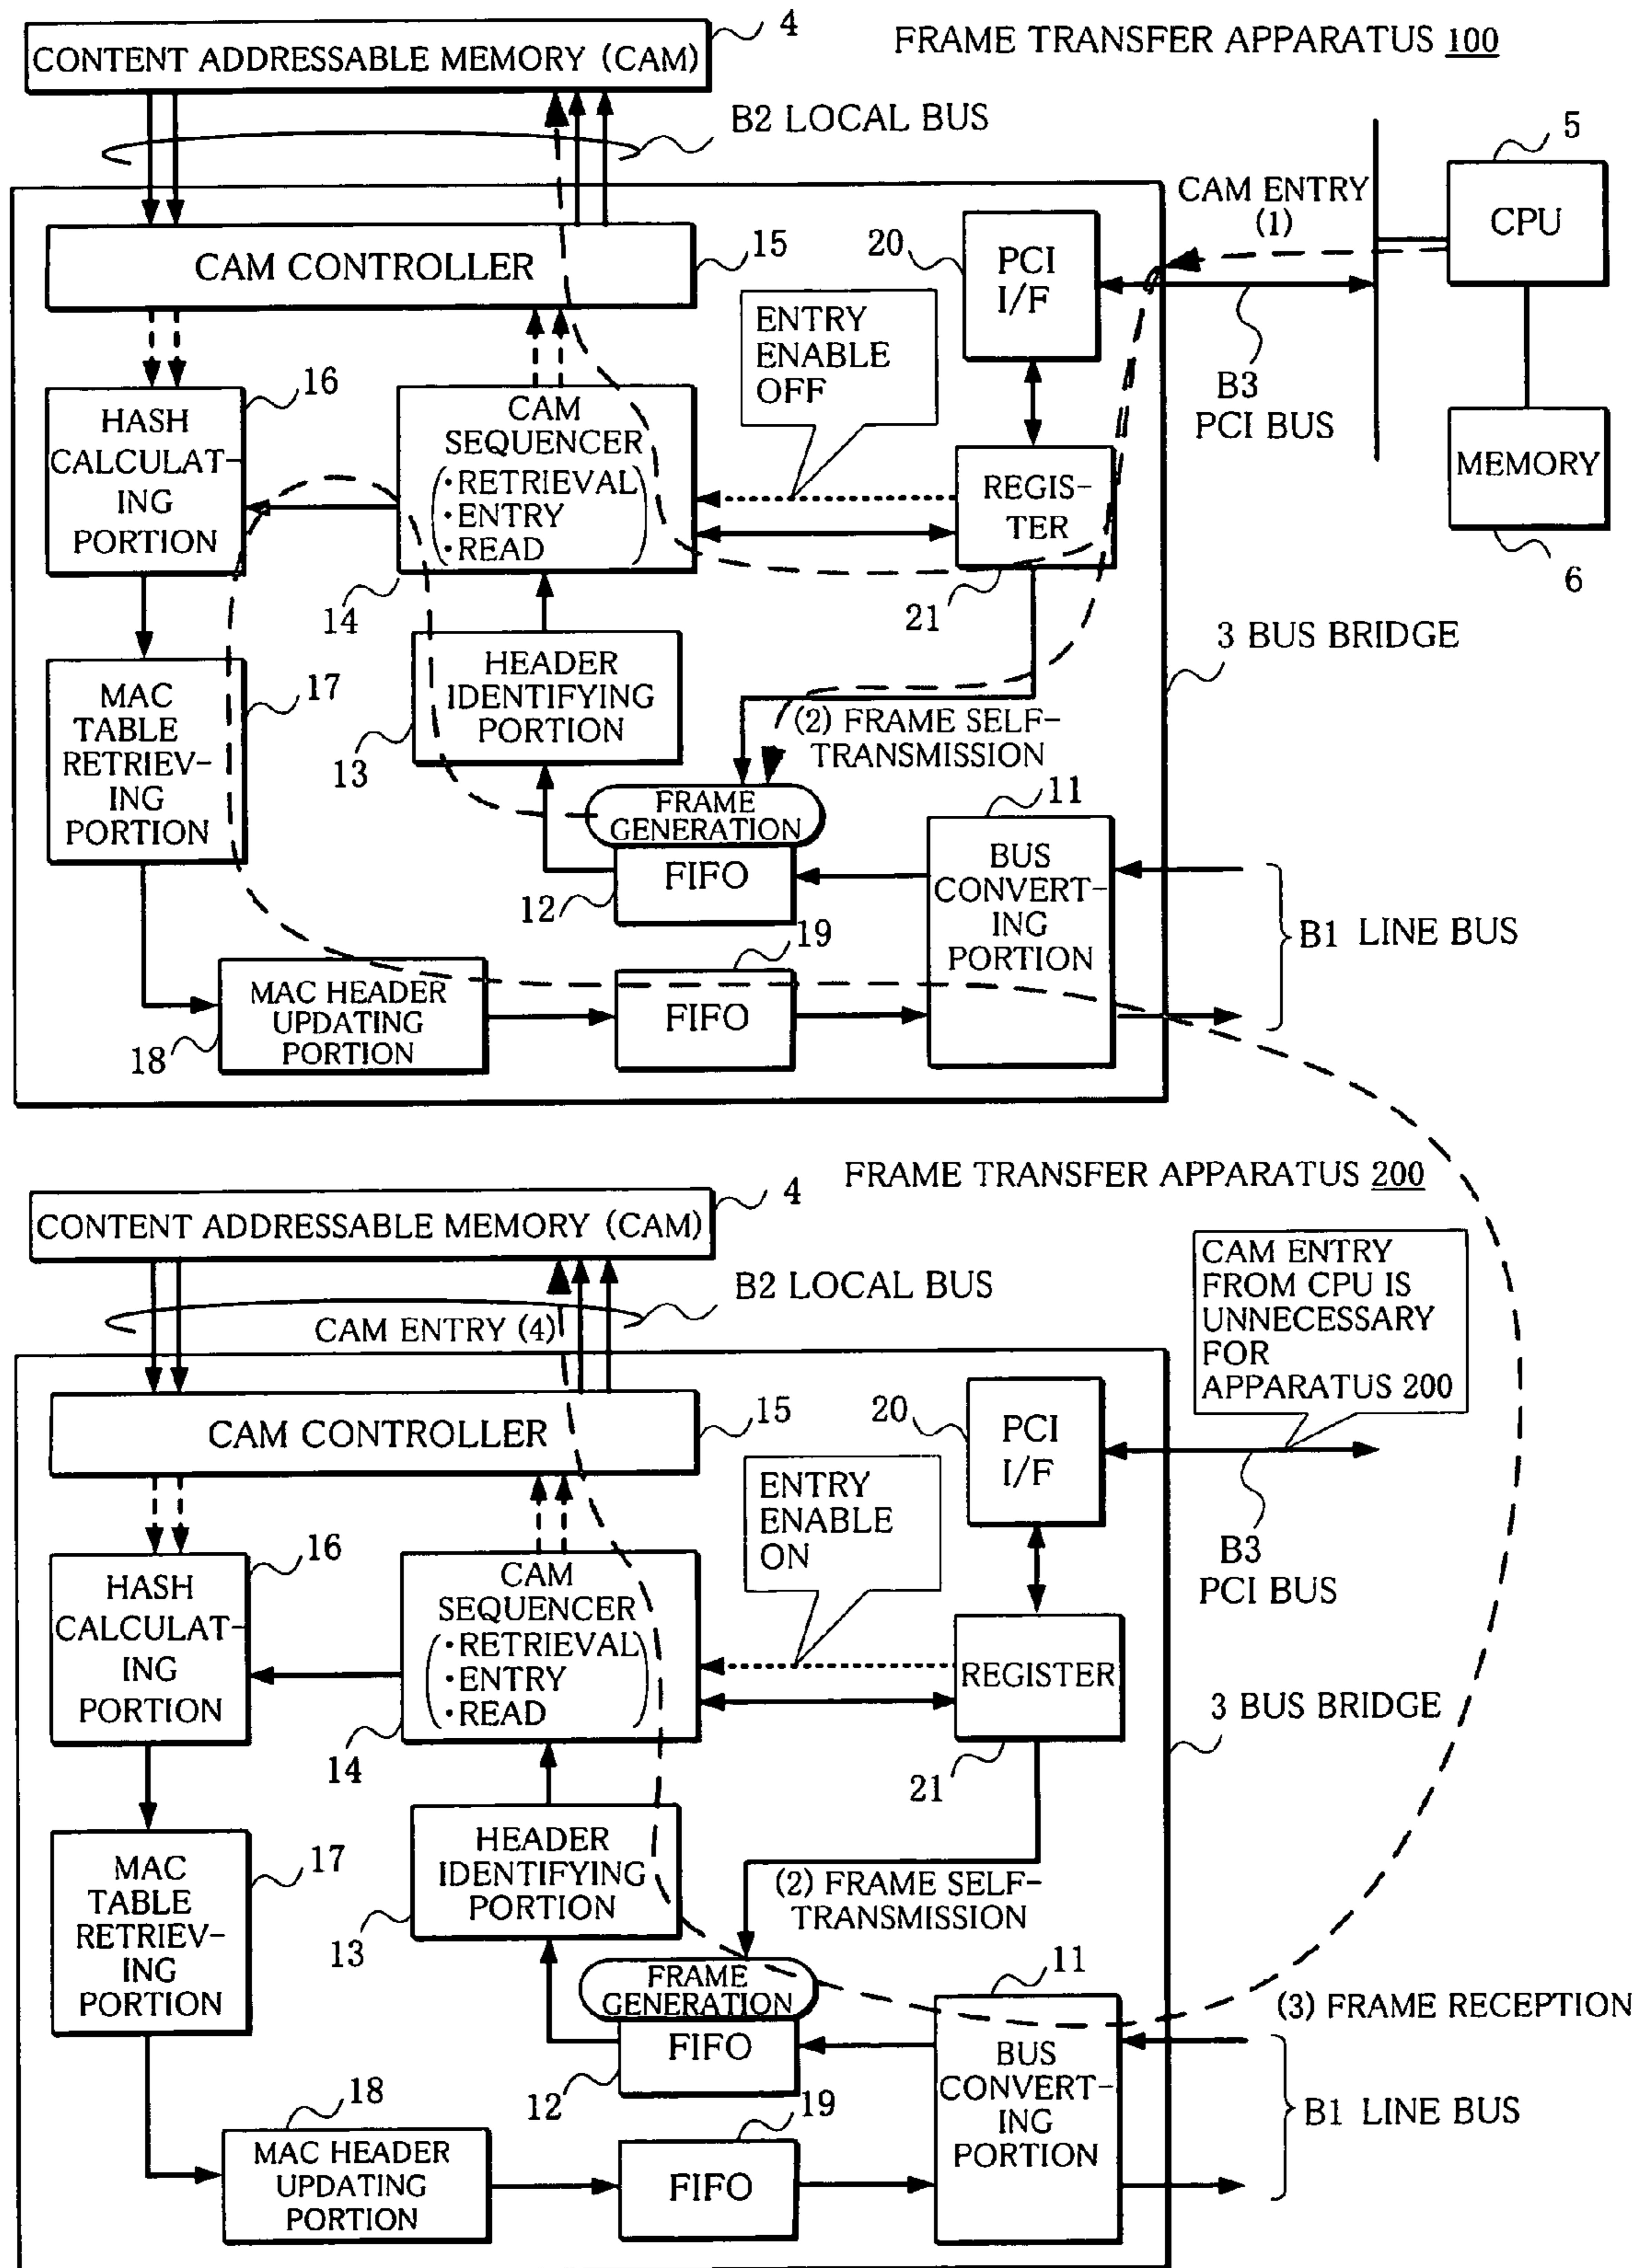 4
FRAME TRANSFER APPARATUS 100
CONTENT ADDRESSABLE MEMORY (CAM)
B2 LOCAL BUS
5
CPU
CAM ENTRY
(1)
15
CAM CONTROLLER
20
PCI
I/F
ENTRY
ENABLE
OFF
B3
PCI BUS
MEMORY
6
16
HASH
CALCULAT-
ING
PORTION
CAM
SEQUENCER
・RETRIEVAL
・ENTRY
・READ
14
REGIS-
TER
21
3 BUS BRIDGE
HEADER
IDENTIFYING
PORTION
13
17
MAC
TABLE
RETRIEV-
ING
PORTION
(2) FRAME SELF-
TRANSMISSION
FRAME
GENERATION
FIFO
12
11
BUS
CONVERT-
ING
PORTION
B1 LINE BUS
19
MAC HEADER
UPDATING
PORTION
18
FIFO
FRAME TRANSFER APPARATUS 200
4
CONTENT ADDRESSABLE MEMORY (CAM)
B2 LOCAL BUS
CAM ENTRY (4)
CAM ENTRY
FROM CPU IS
UNNECESSARY
FOR
APPARATUS 200
15
CAM CONTROLLER
20
PCI
I/F
ENTRY
ENABLE
ON
B3
PCI BUS
16
HASH
CALCULAT-
ING
PORTION
CAM
SEQUENCER
・RETRIEVAL
・ENTRY
・READ
14
REGISTER
21
3 BUS BRIDGE
HEADER
IDENTIFYING
PORTION
13
17
MAC
TABLE
RETRIEV-
ING
PORTION
(2) FRAME SELF-
TRANSMISSION
FRAME
GENERATION
FIFO
12
11
(3) FRAME RECEPTION
BUS
CONVERT-
ING
PORTION
B1 LINE BUS
18
19
MAC HEADER
UPDATING
PORTION
FIFO